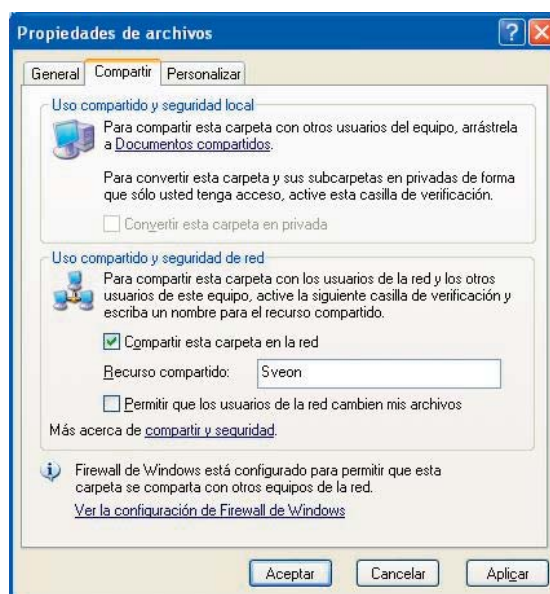 Propiedades de archivos
General Compartir Personalizar
Uso compartido y seguridad local
Para compartir esta carpeta con otros usuarios del equipo, arrástrela
a Documentos compartidos.
Para convertir esta carpeta y sus subcarpetas en privadas de forma
que sólo usted tenga acceso, active esta casilla de verificación.
Convertir esta carpeta en privada
Uso compartido y seguridad de red
Para compartir esta carpeta con los usuarios de la red y los otros
usuarios de este equipo, active la siguiente casilla de verificación y
escriba un nombre para el recurso compartido.
Compartir esta carpeta en la red
Recurso compartido: Sveon
Permitir que los usuarios de la red cambien mis archivos
Más acerca de compartir y seguridad.
Firewall de Windows está configurado para permitir que esta
carpeta se comparta con otros equipos de la red.
Ver la configuración de Firewall de Windows
Aceptar Cancelar Aplicar